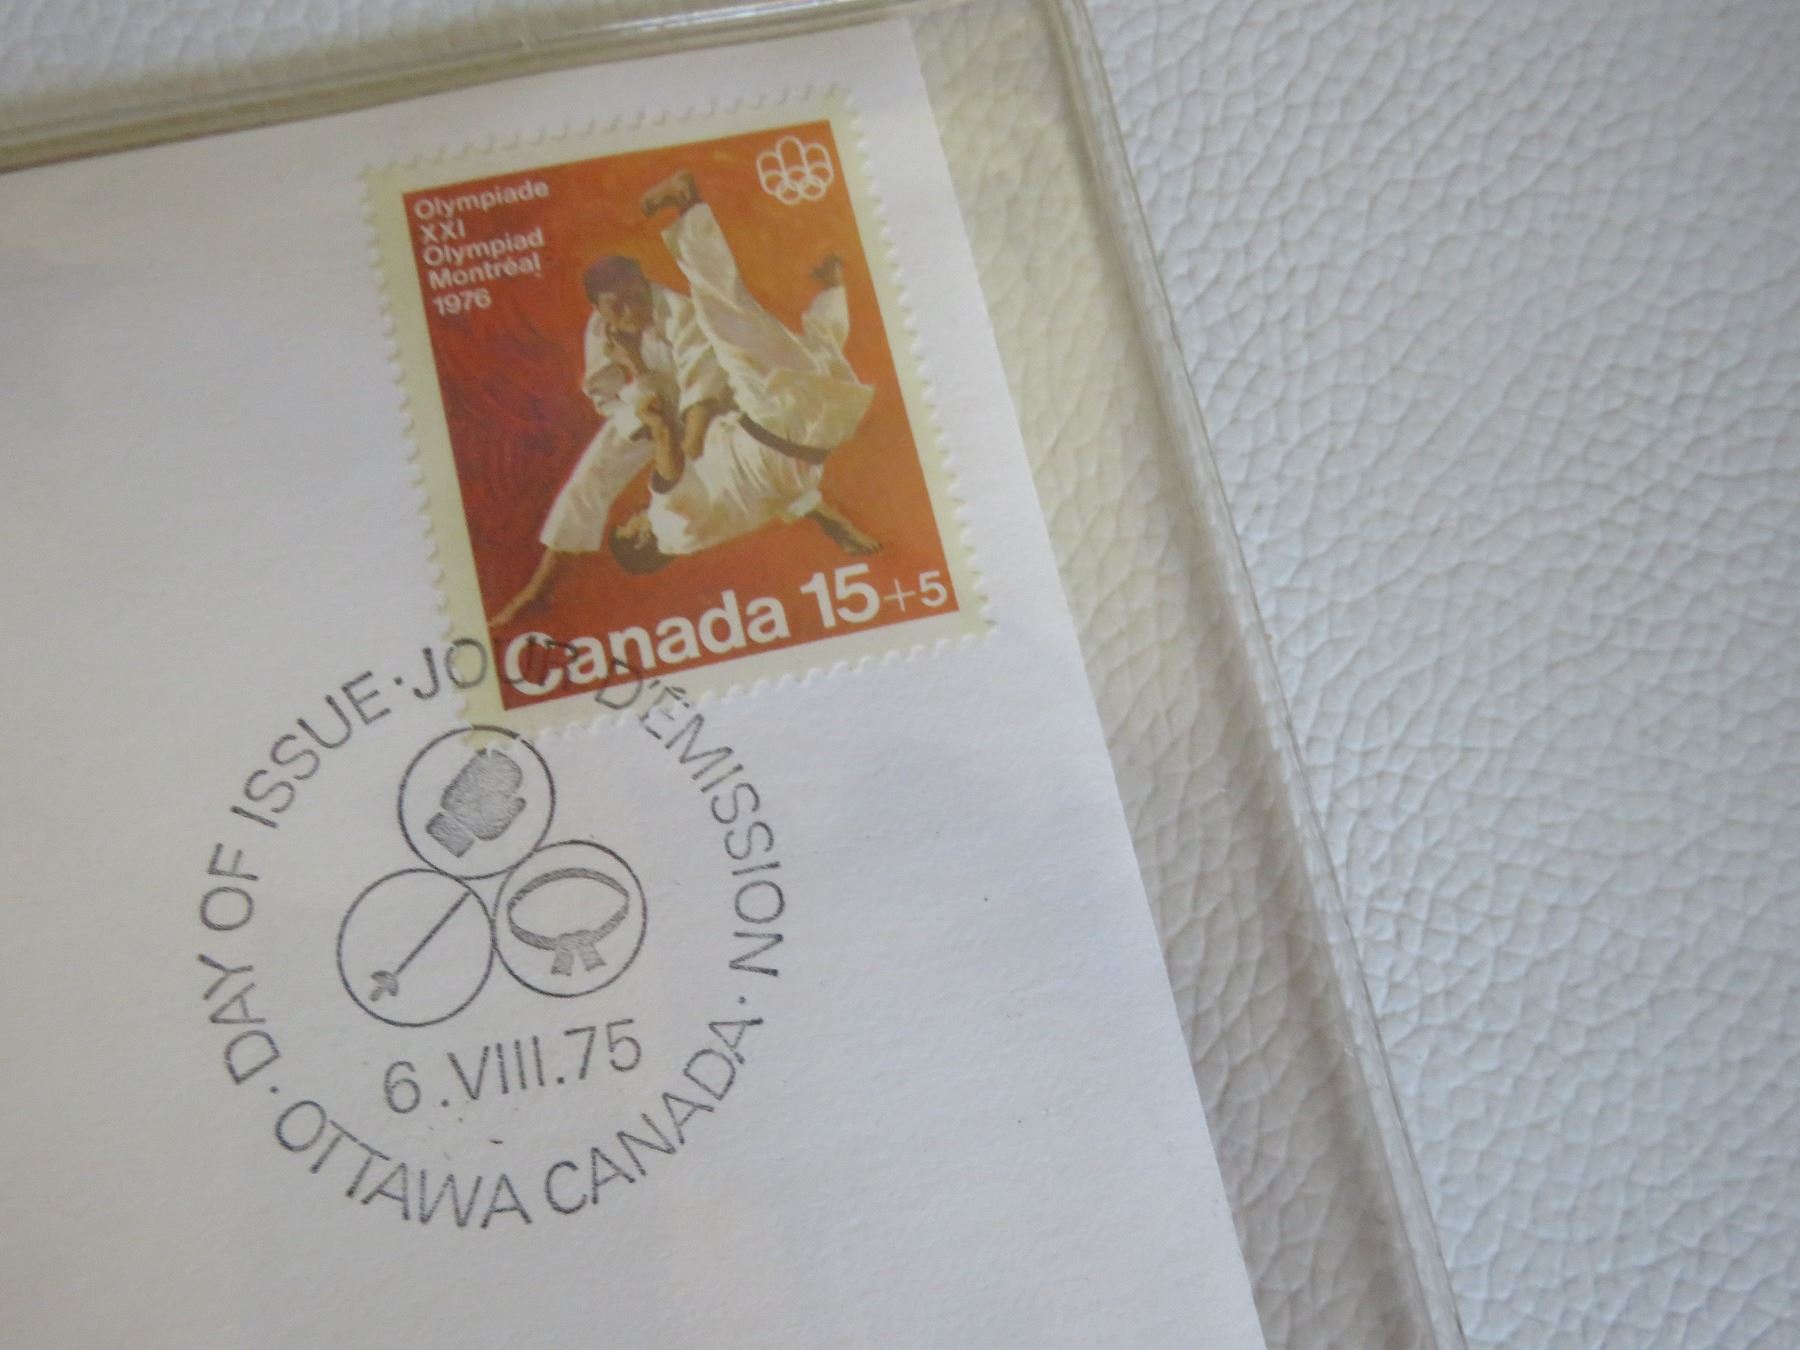 Olympiade
XXI
Olympiad
Montréal
1976
Canada 15+5
· DAY OF ISSUE · JOUR D'ÉMISSION ·
6.VIII.75
OTTAWA CANADA